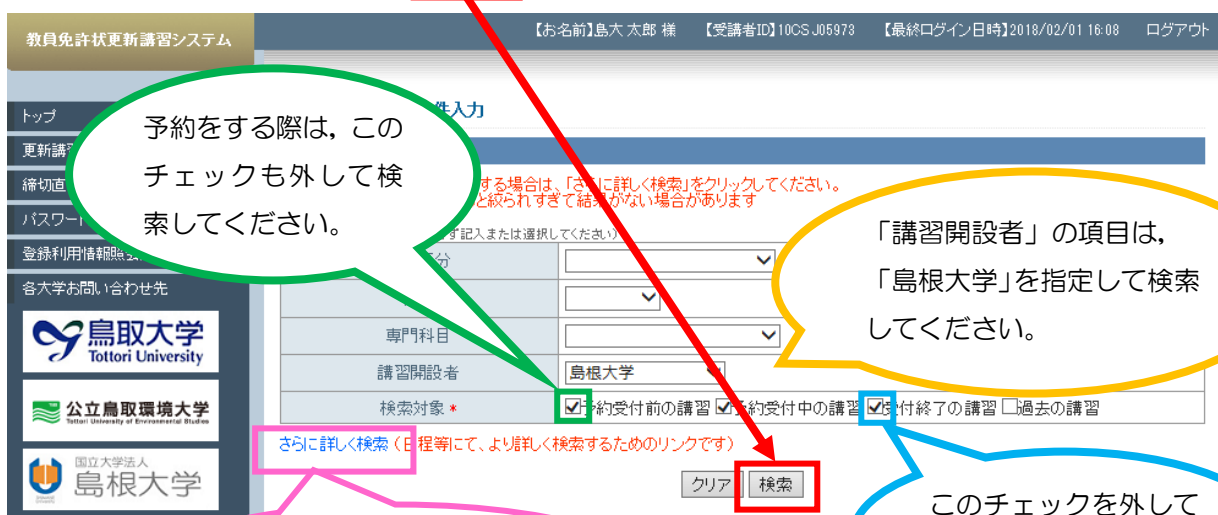 教員免許状更新講習システム
【お名前】島大 太郎 様 【受講者ID】10CSJ05973 【最終ログイン日時】2018/02/01 16:08 ログアウト
トップ
更新講
締切直
パスワー
登録利用情報照
各大学お問い合わせ先
鳥取大学
Tottori University
公立鳥取環境大学
Tottori University of Environmental Studies
国立大学法人
島根大学
件入力
予約をする際は，この
チェックも外して検
索してください。
する場合は、「さらに詳しく検索」をクリックしてください。
と絞られすぎて結果がない場合があります
ず記入または選択してください）
分
専門科目
講習開設者 島根大学
検索対象 * 予約受付前の講習 予約受付中の講習 受付終了の講習 過去の講習
さらに詳しく検索（日程等にて、より詳しく検索するためのリンクです）
クリア 検索
「講習開設者」の項目は，
「島根大学」を指定して検索
してください。
このチェックを外して